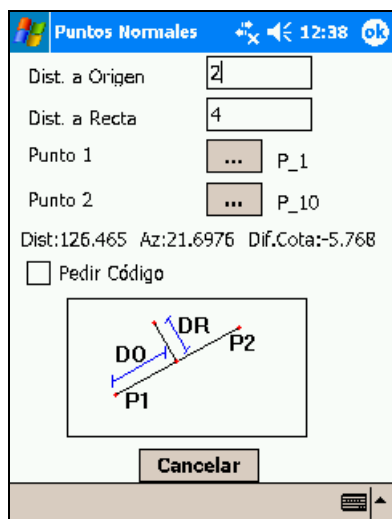 Puntos Normales 12:38 ok
Dist. a Origen 2
Dist. a Recta 4
Punto 1 ... P_1
Punto 2 ... P_10
Dist:126.465 Az:21.6976 Dif.Cota:-5.768
Pedir Código
DR
DO P2
P1
Cancelar